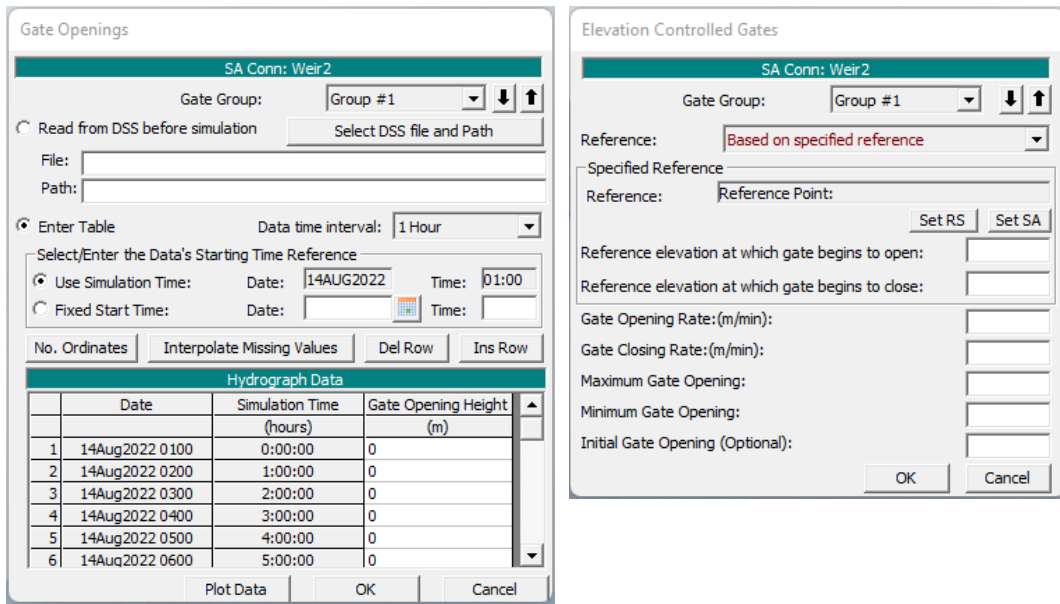 Gate Openings
SA Conn: Weir2
Gate Group: Group #1
Read from DSS before simulation Select DSS file and Path
File:
Path:
Enter Table Data time interval: 1 Hour
Select/Enter the Data's Starting Time Reference
Use Simulation Time: Date: 14AUG2022 Time: 01:00
Fixed Start Time: Date: Time:
No. Ordinates Interpolate Missing Values Del Row Ins Row
Hydrograph Data
Date Simulation Time Gate Opening Height
(hours) (m)
1 14Aug2022 0100 0:00:00 0
2 14Aug2022 0200 1:00:00 0
3 14Aug2022 0300 2:00:00 0
4 14Aug2022 0400 3:00:00 0
5 14Aug2022 0500 4:00:00 0
6 14Aug2022 0600 5:00:00 0
Plot Data OK Cancel
Elevation Controlled Gates
SA Conn: Weir2
Gate Group: Group #1
Reference: Based on specified reference
Specified Reference
Reference: Reference Point:
Set RS Set SA
Reference elevation at which gate begins to open:
Reference elevation at which gate begins to close:
Gate Opening Rate:(m/min):
Gate Closing Rate:(m/min):
Maximum Gate Opening:
Minimum Gate Opening:
Initial Gate Opening (Optional):
OK Cancel